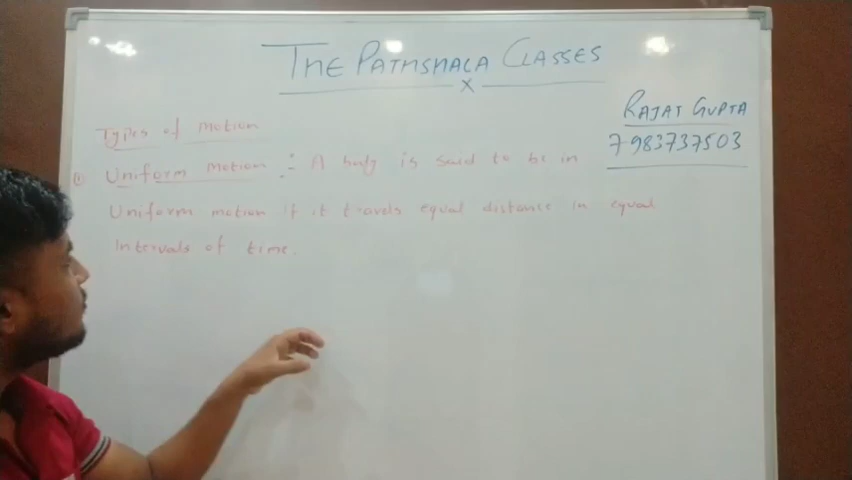 THE PATHSHALA CLASSES
x
RAJAT GUPTA
7983737503
Types of motion
① Uniform motion :- A body is said to be in
Uniform motion if it travels equal distance in equal
Intervals of time.